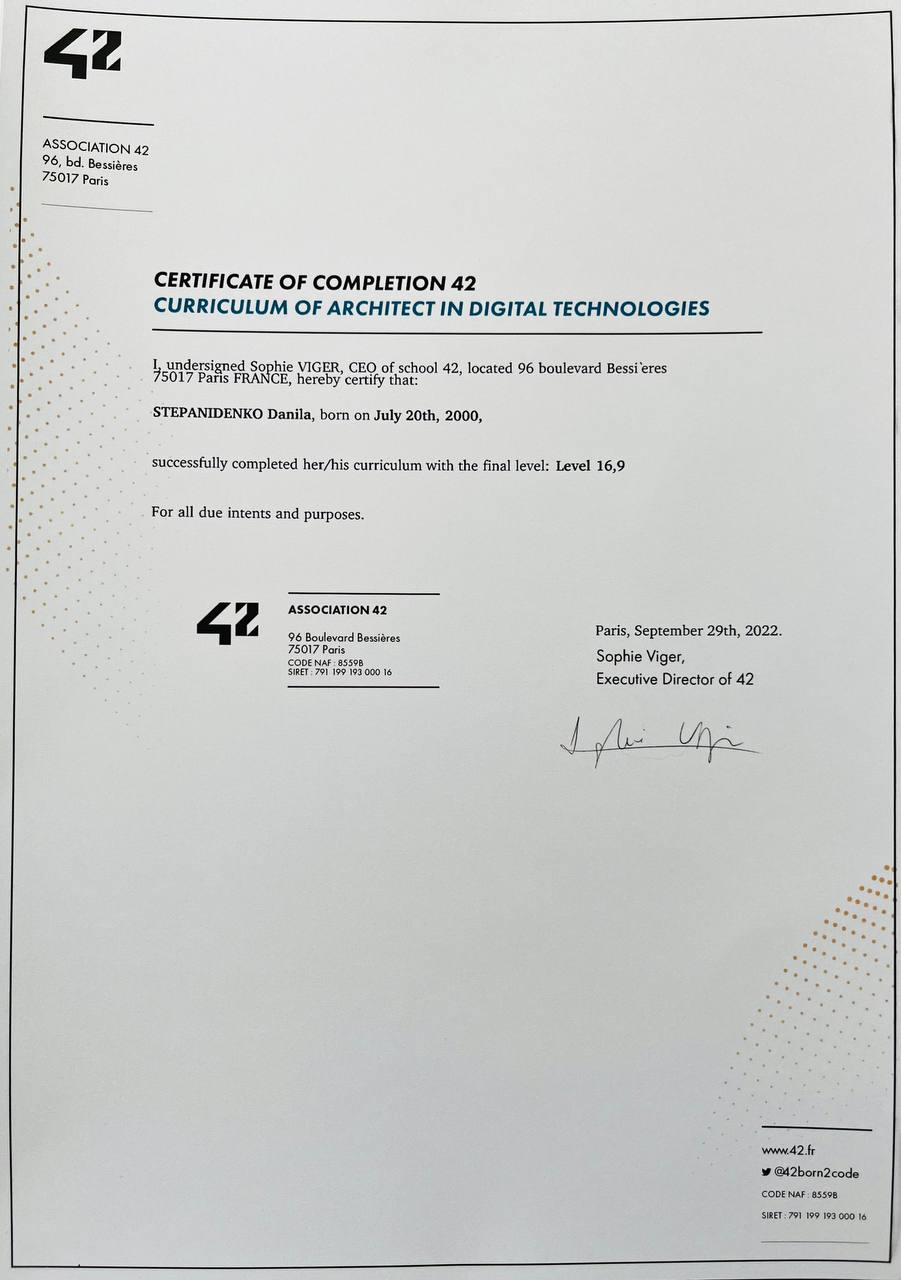 42
ASSOCIATION 42
96, bd. Bessières
75017 Paris
CERTIFICATE OF COMPLETION 42
CURRICULUM OF ARCHITECT IN DIGITAL TECHNOLOGIES
I, undersigned Sophie VIGER, CEO of school 42, located 96 boulevard Bessi`eres
75017 Paris FRANCE, hereby certify that:
STEPANIDENKO Danila, born on July 20th, 2000,
successfully completed her/his curriculum with the final level: Level 16,9
For all due intents and purposes.
42
ASSOCIATION 42
96 Boulevard Bessières
75017 Paris
CODE NAF : 8559B
SIRET : 791 199 193 000 16
Paris, September 29th, 2022.
Sophie Viger,
Executive Director of 42
www.42.fr
@42born2code
CODE NAF : 8559B
SIRET : 791 199 193 000 16